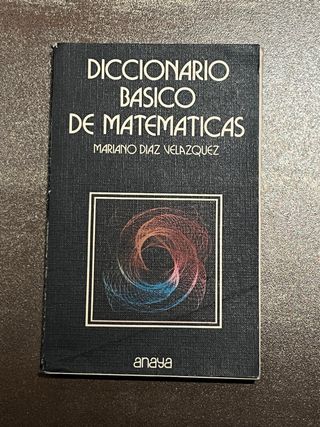 DICCIONARIO
BASICO
DE MATEMATICAS
MARIANO DIAZ VELAZQUEZ
anaya